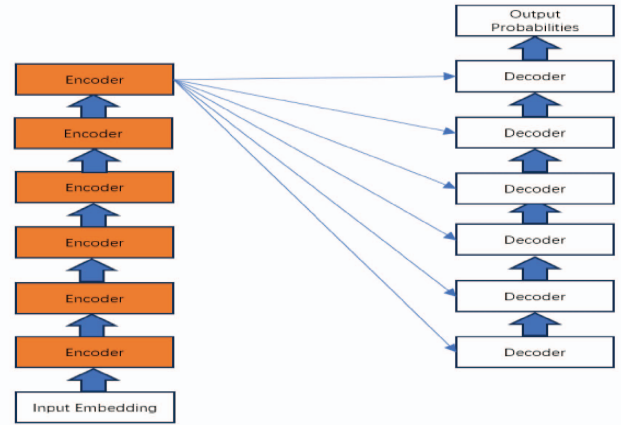 Encoder
Encoder
Encoder
Encoder
Encoder
Encoder
Input Embedding
Output
Probabilities
Decoder
Decoder
Decoder
Decoder
Decoder
Decoder